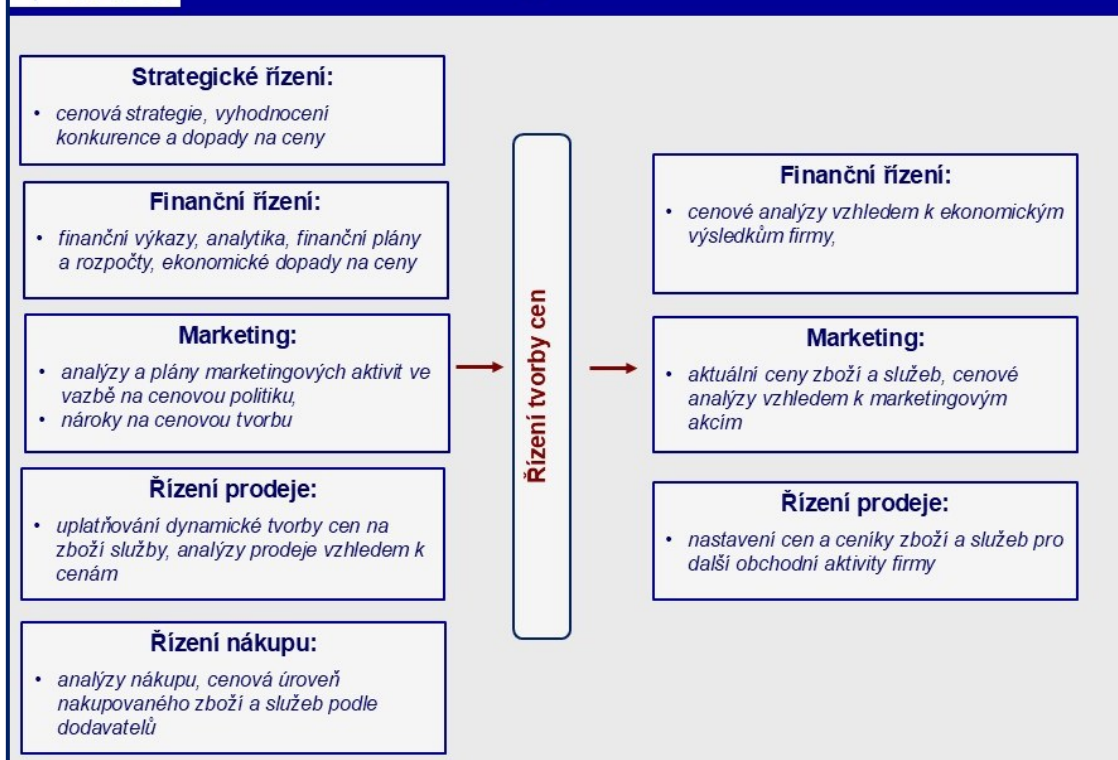 Strategické řízení:
• cenová strategie, vyhodnocení
konkurence a dopady na ceny
Finanční řízení:
• finanční výkazy, analytika, finanční plány
a rozpočty, ekonomické dopady na ceny
Marketing:
• analýzy a plány marketingových aktivit ve
vazbě na cenovou politiku,
• nároky na cenovou tvorbu
Řízení prodeje:
• uplatňování dynamické tvorby cen na
zboží služby, analýzy prodeje vzhledem k
cenám
Řízení nákupu:
• analýzy nákupu, cenová úroveň
nakupovaného zboží a služeb podle
dodavatelů
Řízení tvorby cen
Finanční řízení:
• cenové analýzy vzhledem k ekonomickým
výsledkům firmy,
Marketing:
• aktuální ceny zboží a služeb, cenové
analýzy vzhledem k marketingovým
akcím
Řízení prodeje:
• nastavení cen a ceníky zboží a služeb pro
další obchodní aktivity firmy